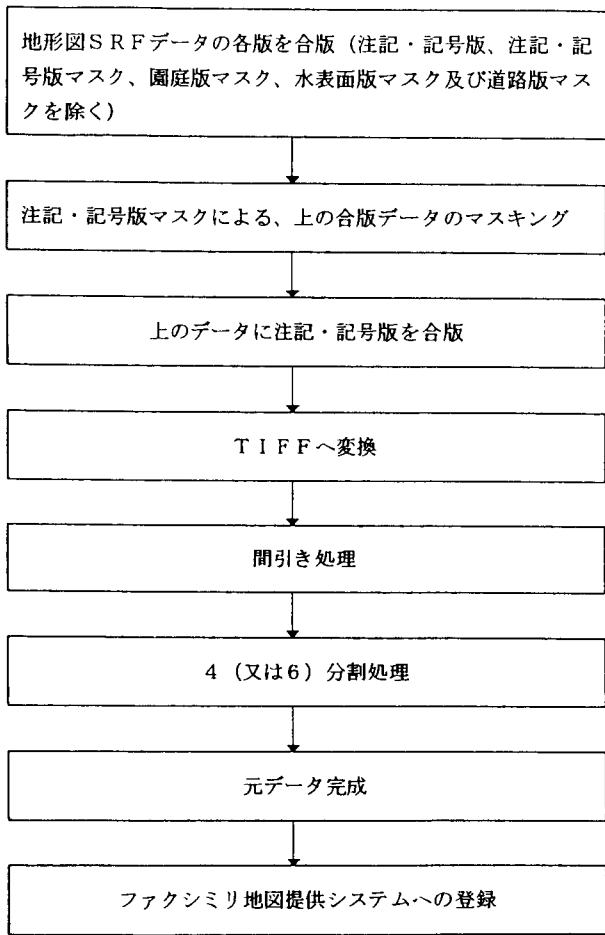 地形図ＳＲＦデータの各版を合版（注記・記号版、注記・記
号版マスク、園庭版マスク、水表面版マスク及び道路版マス
クを除く）
注記・記号版マスクによる、上の合版データのマスキング
上のデータに注記・記号版を合版
ＴＩＦＦへ変換
間引き処理
４（又は６）分割処理
元データ完成
ファクシミリ地図提供システムへの登録